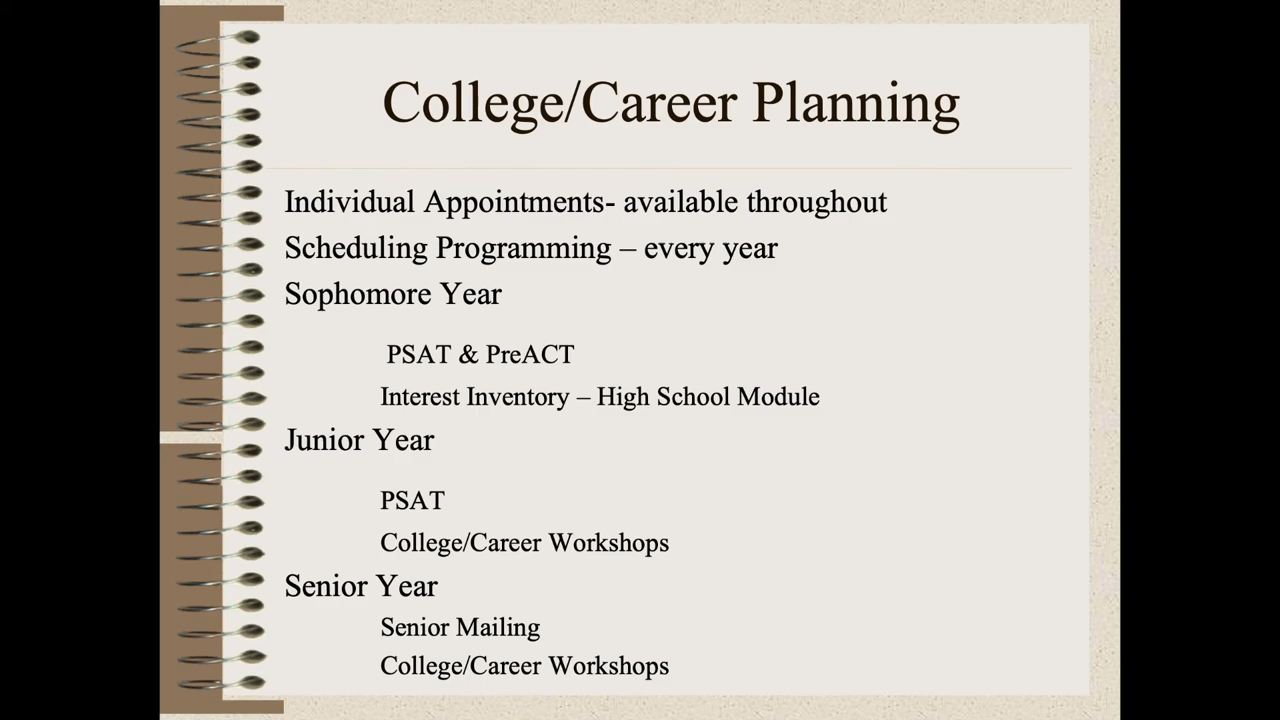 College/Career Planning
Individual Appointments- available throughout
Scheduling Programming – every year
Sophomore Year
PSAT & PreACT
Interest Inventory – High School Module
Junior Year
PSAT
College/Career Workshops
Senior Year
Senior Mailing
College/Career Workshops